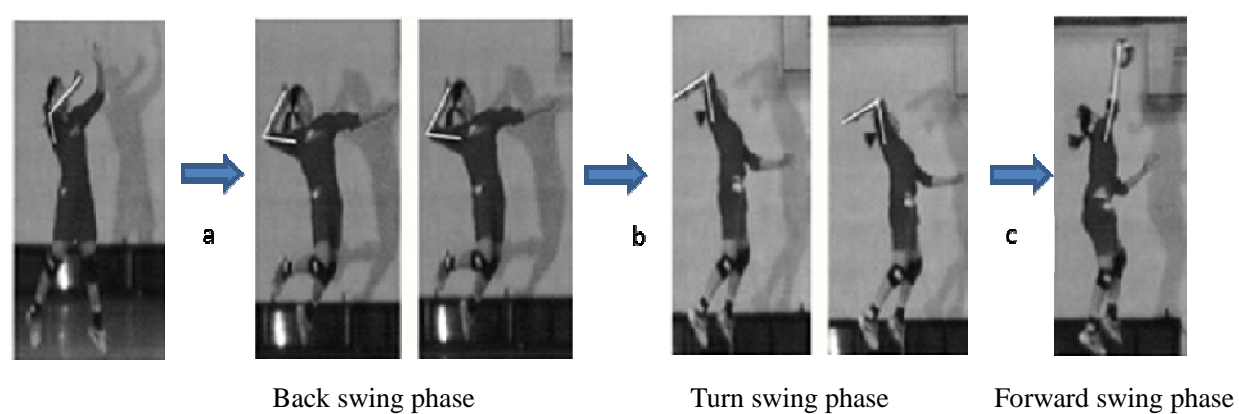 a
b
c
Back swing phase
Turn swing phase
Forward swing phase